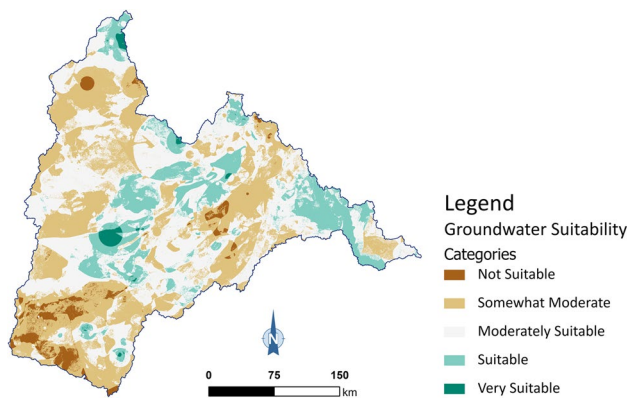 Legend
Groundwater Suitability
Categories
Not Suitable
Somewhat Moderate
Moderately Suitable
Suitable
Very Suitable
N
0 75 150
km